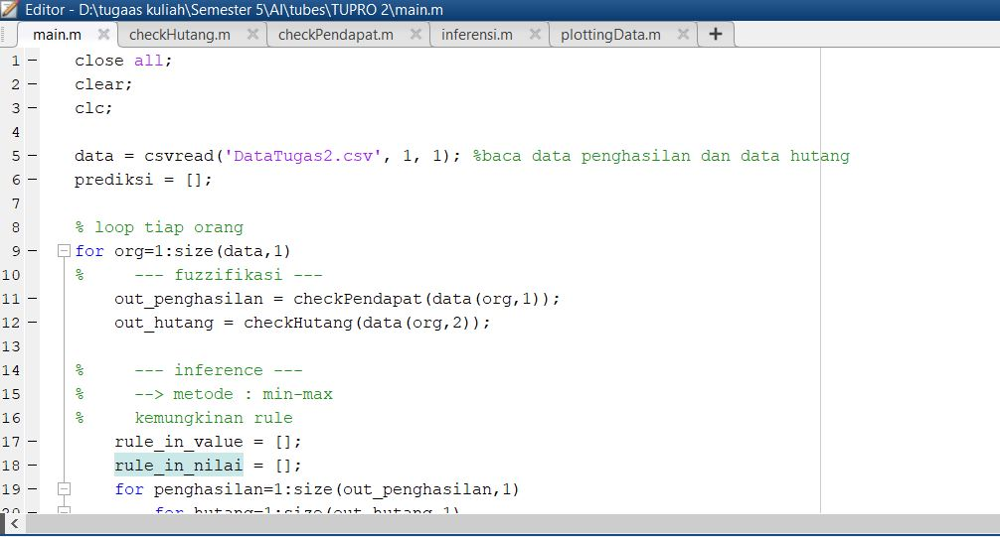 Editor - D:\tugaas kuliah\Semester 5\AI\tubes\TUPRO 2\main.m
main.m checkHutang.m checkPendapat.m inferensi.m plottingData.m +
1 close all;
2 clear;
3 clc;
4
5 data = csvread('DataTugas2.csv', 1, 1); %baca data penghasilan dan data hutang
6 prediksi = [];
7
8 % loop tiap orang
9 for org=1:size(data,1)
10 % --- fuzzifikasi ---
11 out_penghasilan = checkPendapat(data(org,1));
12 out_hutang = checkHutang(data(org,2));
13
14 % --- inference ---
15 % --> metode : min-max
16 % kemungkinan rule
17 rule_in_value = [];
18 rule_in_nilai = [];
19 for penghasilan=1:size(out_penghasilan,1)
20 for hutang=1:size(out_hutang,1)